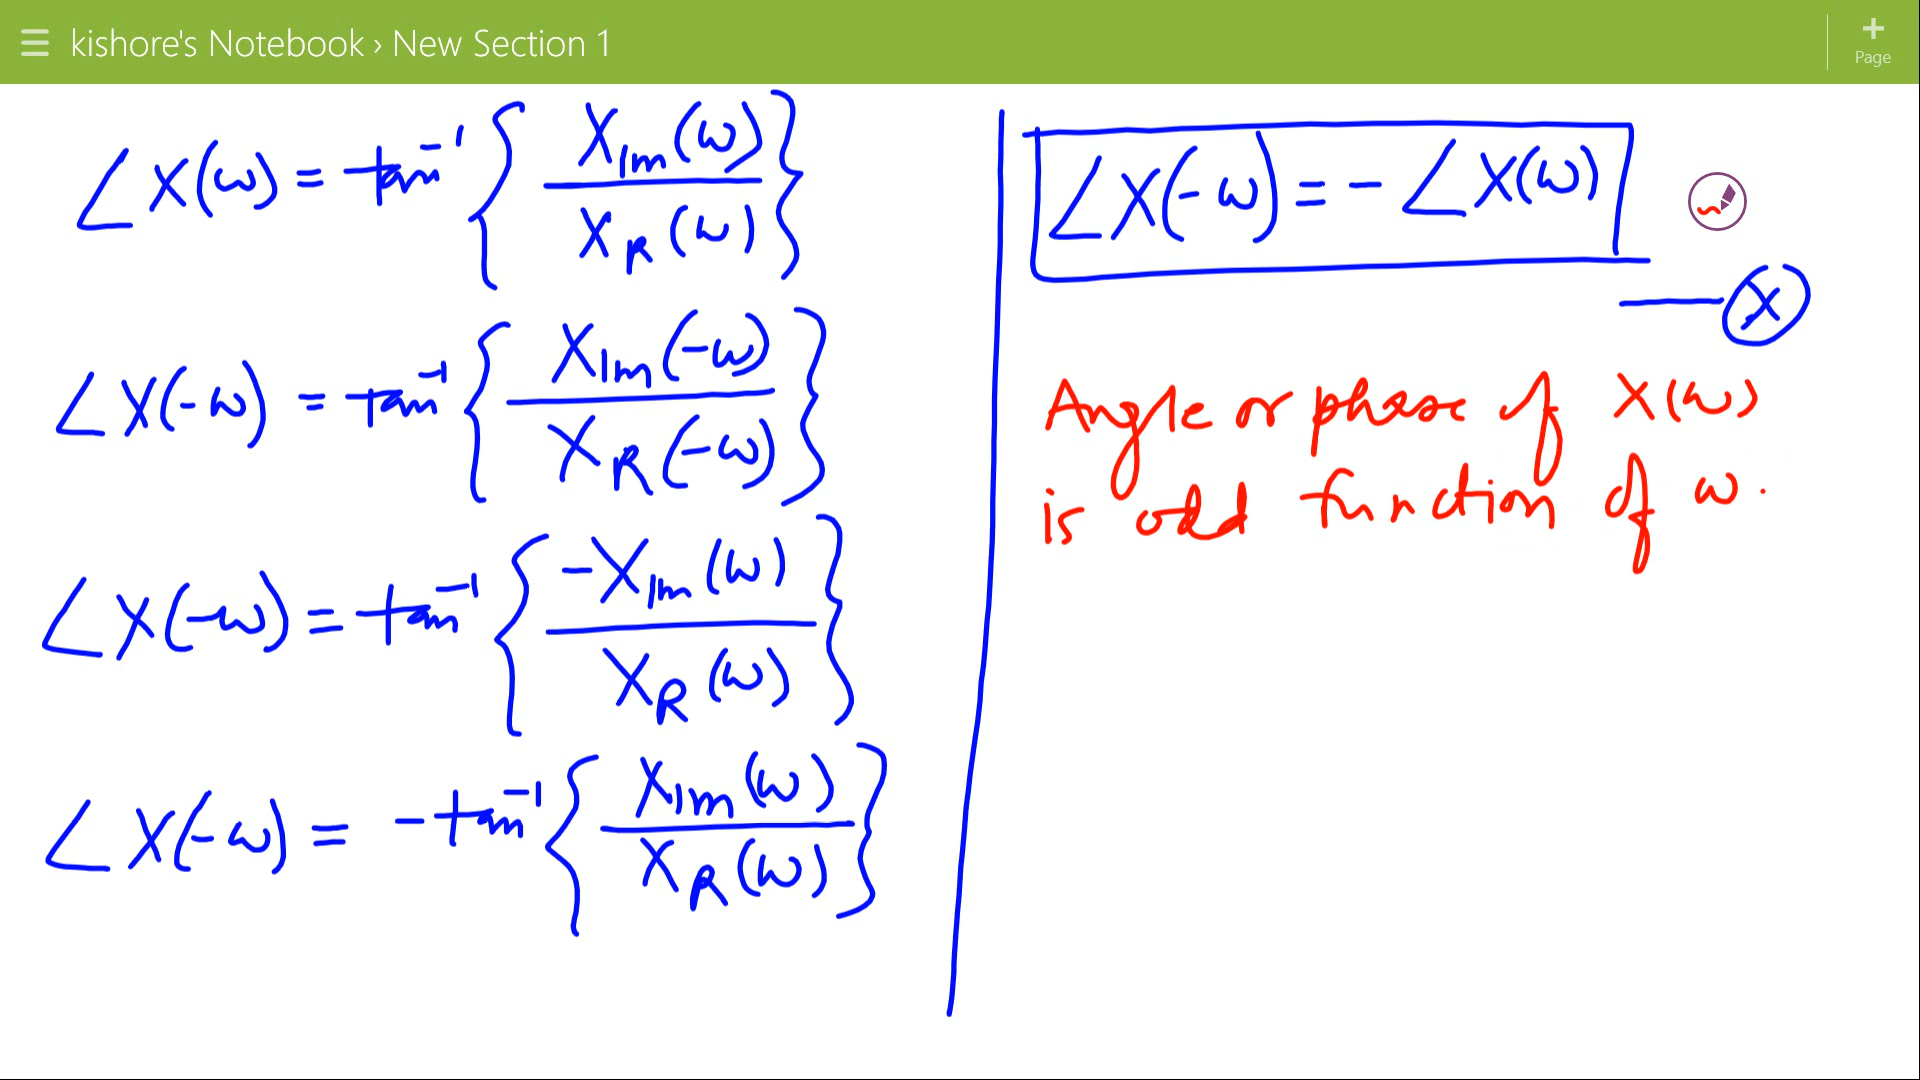 kishore's Notebook › New Section 1
Page
∠X(ω) = tan⁻¹ { X_Im(ω) / X_R(ω) }
∠X(-ω) = tan⁻¹ { X_Im(-ω) / X_R(-ω) }
∠X(-ω) = tan⁻¹ { -X_Im(ω) / X_R(ω) }
∠X(-ω) = -tan⁻¹ { X_Im(ω) / X_R(ω) }
∠X(-ω) = - ∠X(ω)
— X
Angle or phase of X(ω)
is odd function of ω.